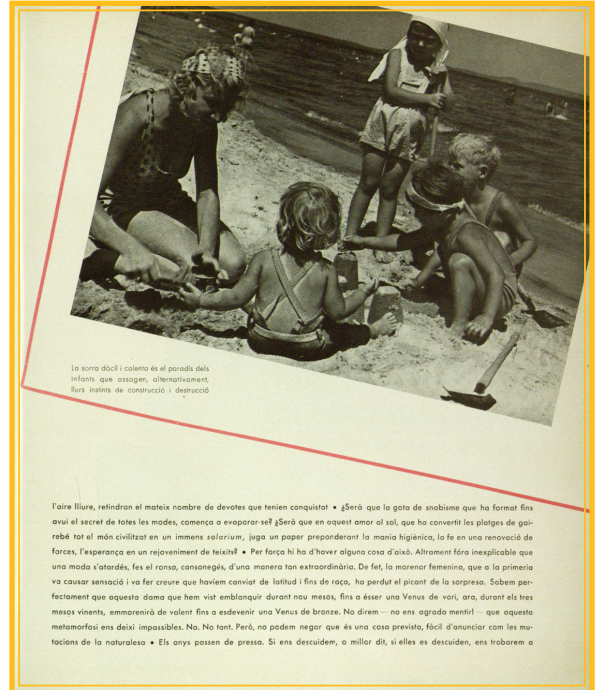 La sorra dòcil i calenta és el paradís dels
infants que assagen, alternativament,
llurs instints de construcció i destrucció
l'aire lliure, retindran el mateix nombre de devotes que tenien conquistat • ¿Serà que la gota de snobisme que ha format fins
avui el secret de totes les modes, comença a evaporar-se? ¿Serà que en aquest amor al sol, que ha convertit les platges de gai-
rebé tot el món civilitzat en un immens solarium, juga un paper preponderant la mania higiènica, la fe en una renovació de
forces, l'esperança en un rejoveniment de teixits? • Per força hi ha d'haver alguna cosa d'això. Altrament fóra inexplicable que
una moda s'atardés, fes el ronsa, cansonegés, d'una manera tan extraordinària. De fet, la morenor femenina, que a la primeria
va causar sensació i va fer creure que havíem canviat de latitud i fins de raça, ha perdut el picant de la sorpresa. Sabem per-
fectament que aquesta dama que hem vist emblanquir durant nou mesos, fins a ésser una Venus de vori, ara, durant els tres
mesos vinents, emmorenirà de valent fins a esdevenir una Venus de bronze. No direm — no ens agrada mentir! — que aquesta
metamorfosi ens deixi impassibles. No. No tant. Però, no podem negar que és una cosa prevista, fàcil d'anunciar com les mu-
tacions de la naturalesa • Els anys passen de pressa. Si ens descuidem, o millor dit, si elles es descuiden, ens trobarem a